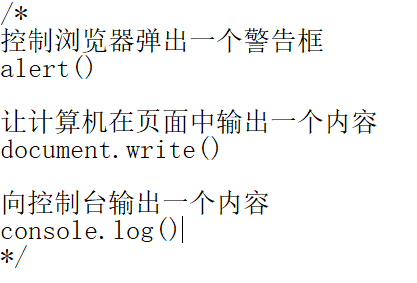 /*
控制浏览器弹出一个警告框
alert()
让计算机在页面中输出一个内容
document.write()
向控制台输出一个内容
console.log()
*/